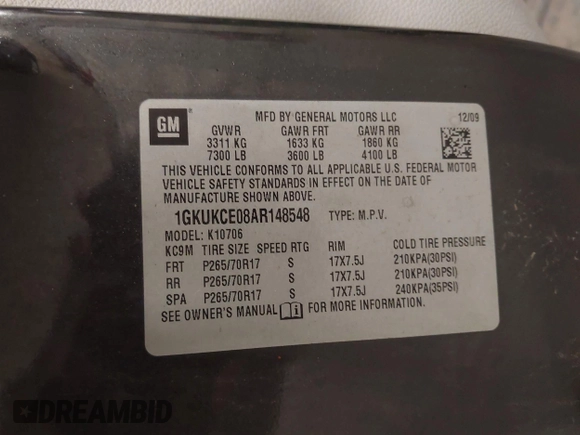 GM
MFD BY GENERAL MOTORS LLC 12/09
GVWR GAWR FRT GAWR RR
3311 KG 1633 KG 1860 KG
7300 LB 3600 LB 4100 LB
THIS VEHICLE CONFORMS TO ALL APPLICABLE U.S. FEDERAL MOTOR
VEHICLE SAFETY STANDARDS IN EFFECT ON THE DATE OF
MANUFACTURE SHOWN ABOVE.
1GKUKCE08AR148548 TYPE: M.P.V.
MODEL: K10706
KC9M TIRE SIZE SPEED RTG RIM COLD TIRE PRESSURE
FRT P265/70R17 S 17X7.5J 210KPA(30PSI)
RR P265/70R17 S 17X7.5J 210KPA(30PSI)
SPA P265/70R17 S 17X7.5J 240KPA(35PSI)
SEE OWNER'S MANUAL FOR MORE INFORMATION.
DREAMBID